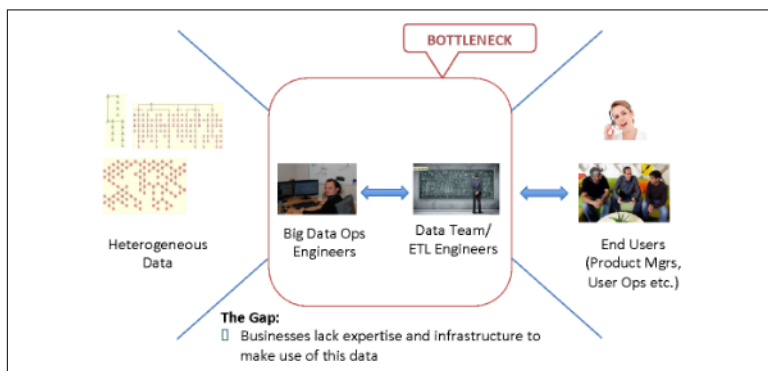 BOTTLENECK
Heterogeneous
Data
Big Data Ops
Engineers
Data Team/
ETL Engineers
End Users
(Product Mgrs,
User Ops etc.)
The Gap:
▯ Businesses lack expertise and infrastructure to
make use of this data